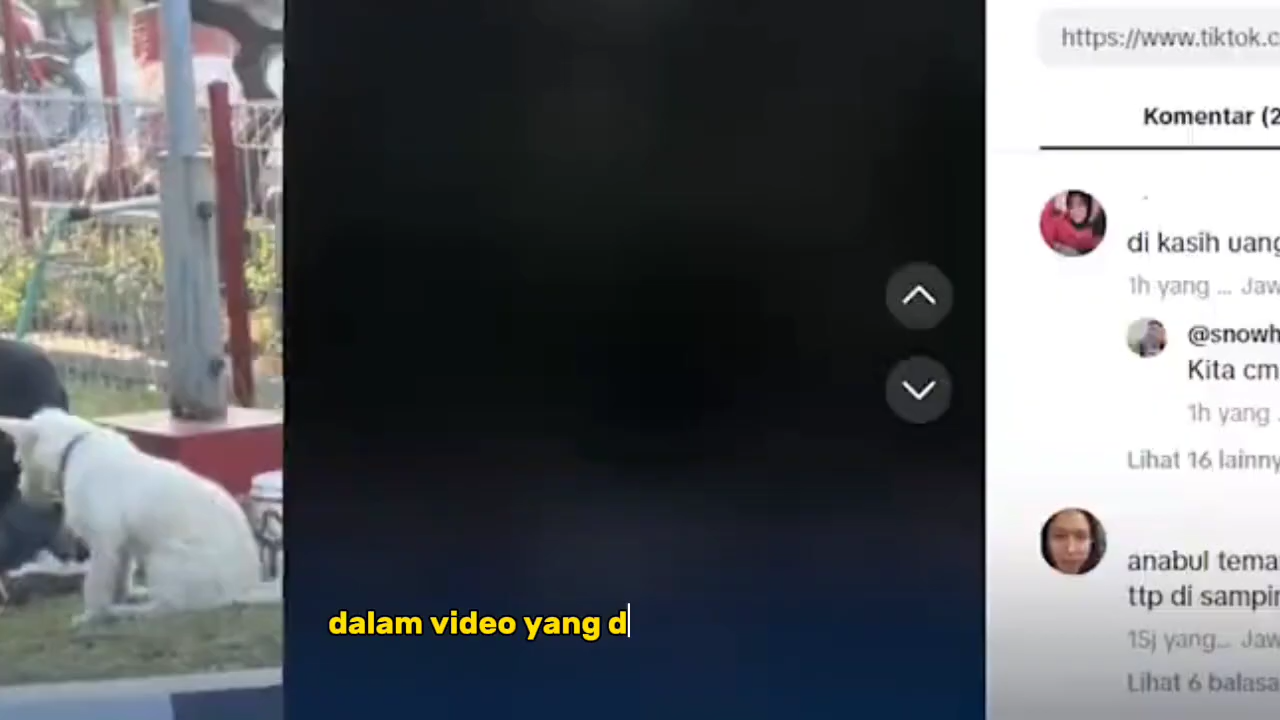 https://www.tiktok.c
Komentar (2
di kasih uang
1h yang ... Jaw
@snowh
Kita cm
1h yang
Lihat 16 lainny
anabul tema
ttp di sampin
15j yang... Jaw
Lihat 6 balasa
dalam video yang d